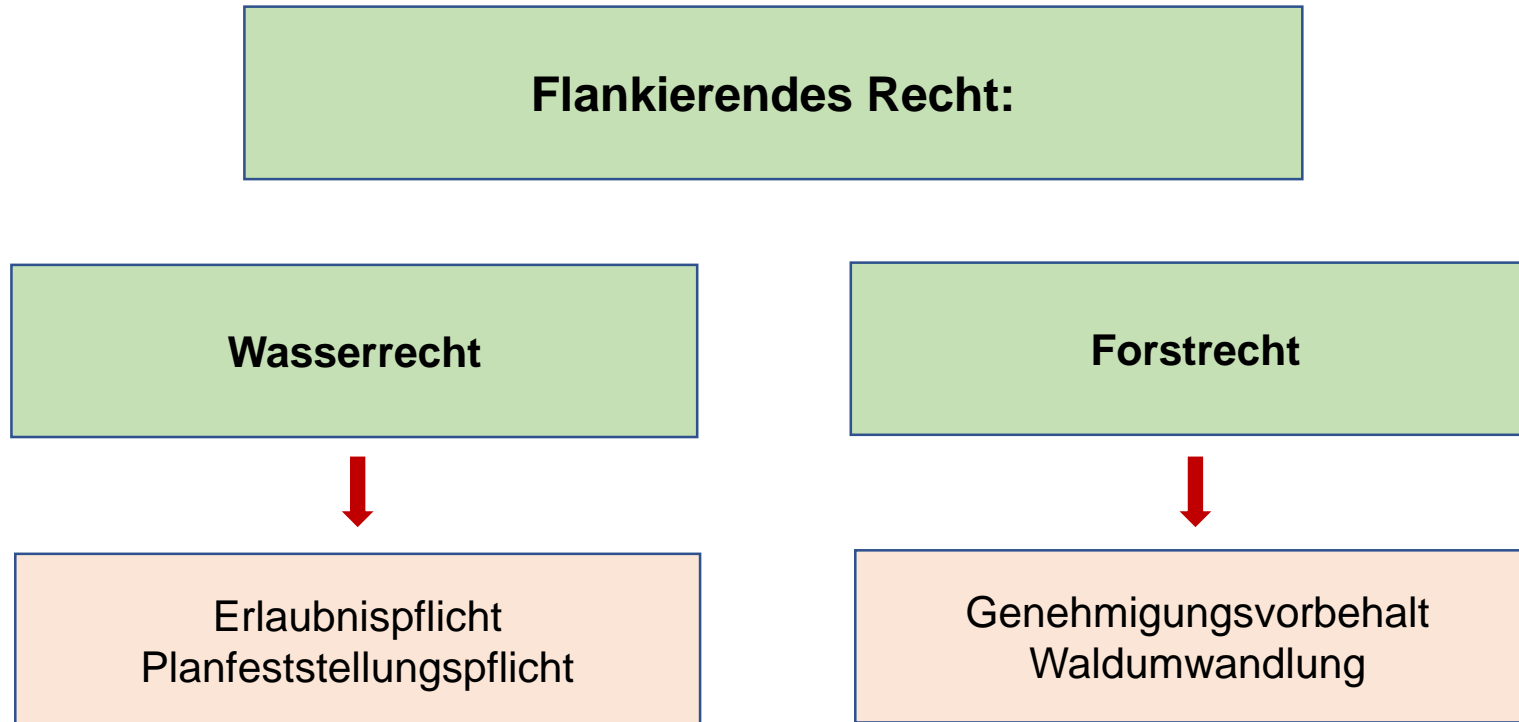 Flankierendes Recht:
Wasserrecht
Forstrecht
Erlaubnispflicht
Planfeststellungspflicht
Genehmigungsvorbehalt
Waldumwandlung